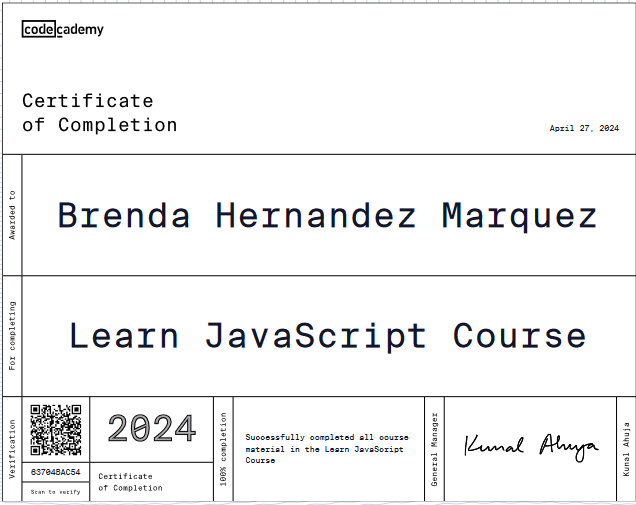 codecademy
Certificate
of Completion
April 27, 2024
Awarded to
Brenda Hernandez Marquez
For completing
Learn JavaScript Course
Verification
63704BAC54
Scan to verify
2024
Certificate
of Completion
100% completion
Successfully completed all course
material in the Learn JavaScript
Course
General Manager
Kunal Ahuja
Kunal Ahuja